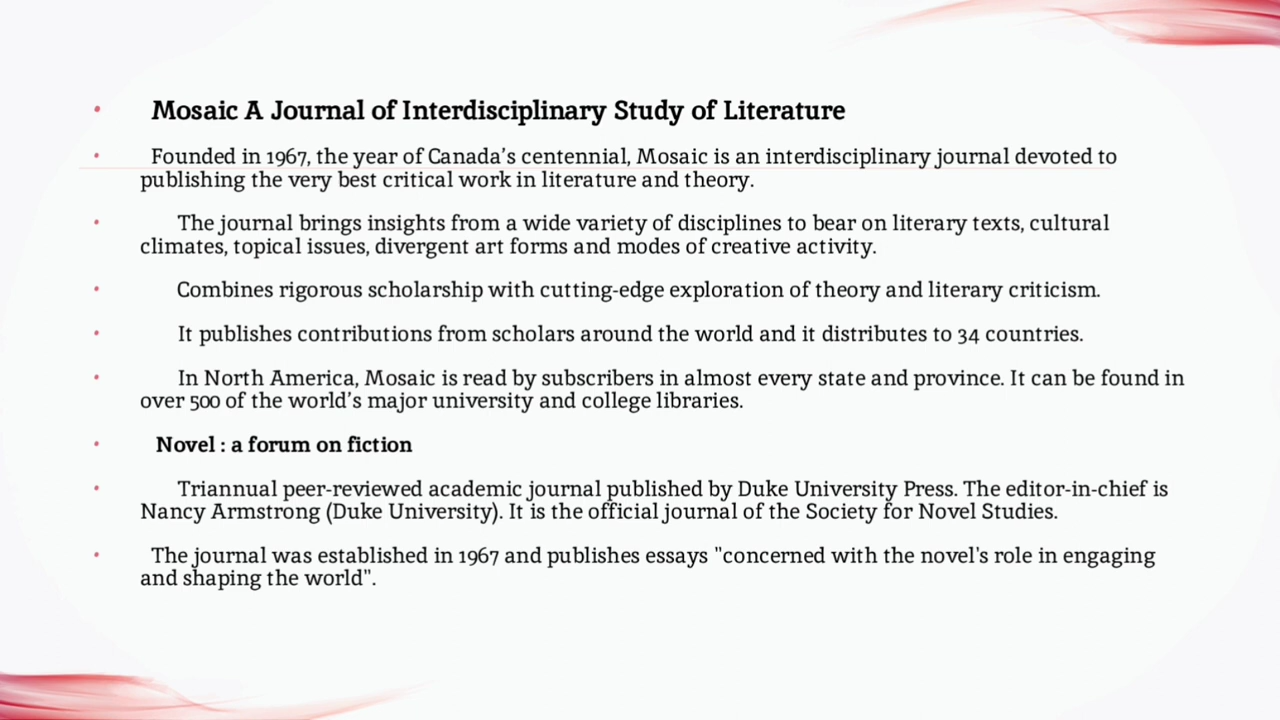 • Mosaic A Journal of Interdisciplinary Study of Literature
• Founded in 1967, the year of Canada’s centennial, Mosaic is an interdisciplinary journal devoted to
publishing the very best critical work in literature and theory.
• The journal brings insights from a wide variety of disciplines to bear on literary texts, cultural
climates, topical issues, divergent art forms and modes of creative activity.
• Combines rigorous scholarship with cutting-edge exploration of theory and literary criticism.
• It publishes contributions from scholars around the world and it distributes to 34 countries.
• In North America, Mosaic is read by subscribers in almost every state and province. It can be found in
over 500 of the world’s major university and college libraries.
• Novel : a forum on fiction
• Triannual peer-reviewed academic journal published by Duke University Press. The editor-in-chief is
Nancy Armstrong (Duke University). It is the official journal of the Society for Novel Studies.
• The journal was established in 1967 and publishes essays "concerned with the novel's role in engaging
and shaping the world".